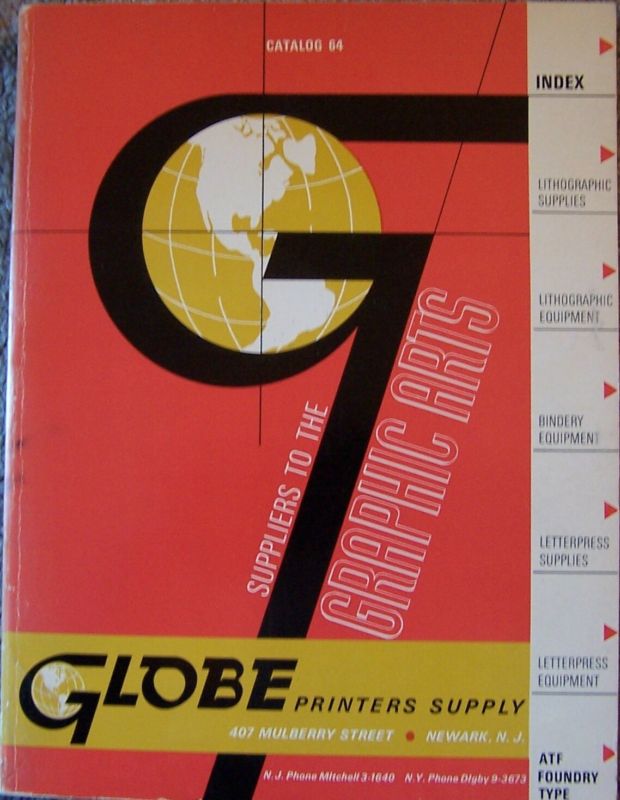 CATALOG 64
INDEX
LITHOGRAPHIC
SUPPLIES
LITHOGRAPHIC
EQUIPMENT
BINDERY
EQUIPMENT
LETTERPRESS
SUPPLIES
LETTERPRESS
EQUIPMENT
ATF
FOUNDRY
TYPE
SUPPLIERS TO THE
GRAPHIC ARTS
GLOBE PRINTERS SUPPLY
407 MULBERRY STREET • NEWARK, N. J.
N.J. Phone MItchell 3-1640 N.Y. Phone DIgby 9-3673